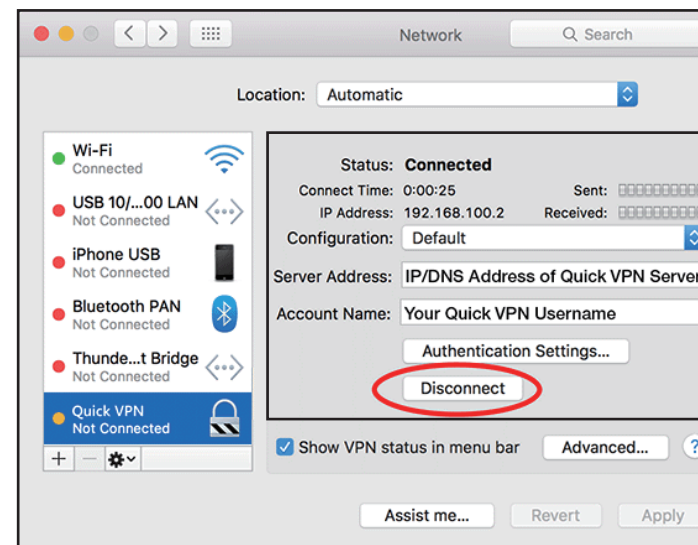 Network
Search
Location: Automatic
Wi-Fi
Connected
USB 10/...00 LAN
Not Connected
iPhone USB
Not Connected
Bluetooth PAN
Not Connected
Thunde...t Bridge
Not Connected
Quick VPN
Not Connected
Status: Connected
Connect Time: 0:00:25 Sent:
IP Address: 192.168.100.2 Received:
Configuration: Default
Server Address: IP/DNS Address of Quick VPN Server
Account Name: Your Quick VPN Username
Authentication Settings...
Disconnect
Show VPN status in menu bar Advanced... ?
Assist me... Revert Apply